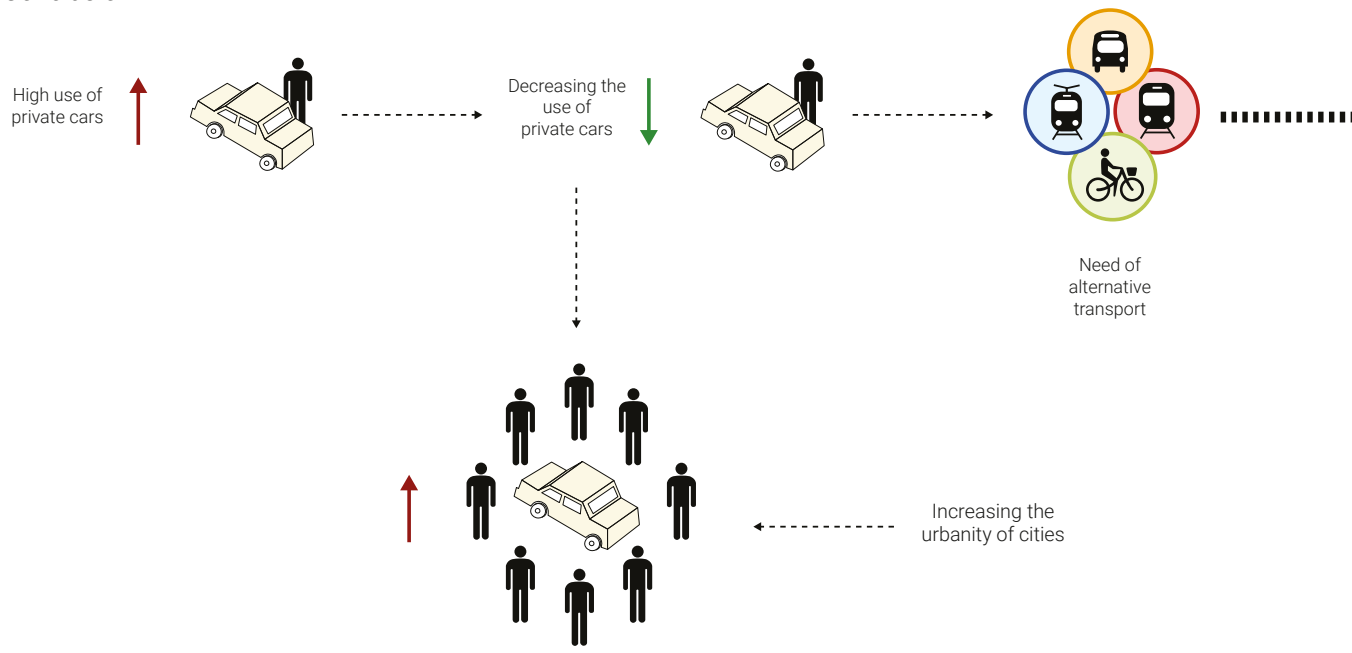 High use of
private cars
Decreasing the
use of
private cars
Need of
alternative
transport
Increasing the
urbanity of cities